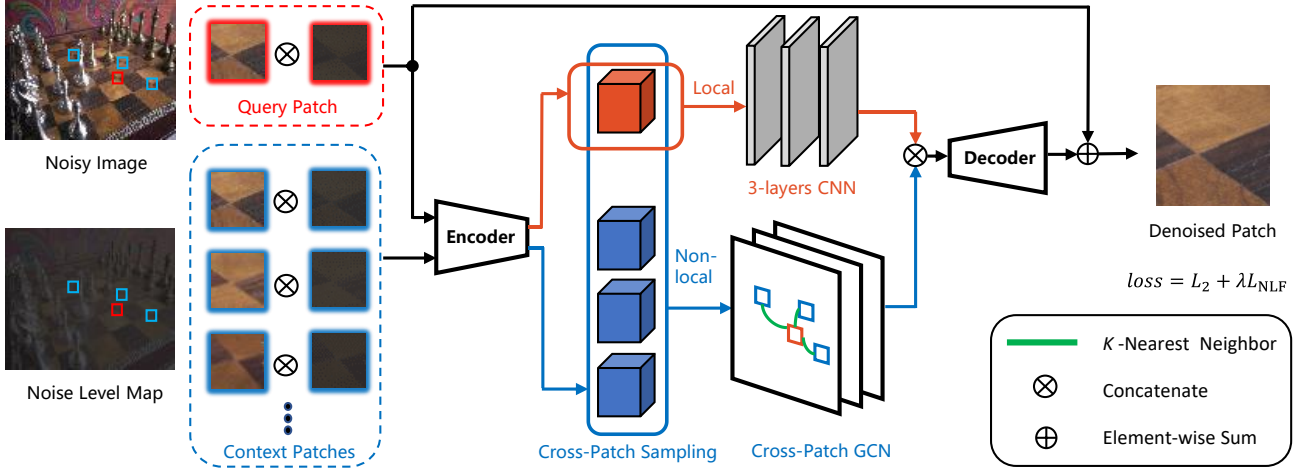 Noisy Image
Noise Level Map
Query Patch
Context Patches
Encoder
Local
Non-
local
Cross-Patch Sampling
3-layers CNN
Cross-Patch GCN
Decoder
Denoised Patch
loss = L₂ + λL_NLF
K-Nearest Neighbor
Concatenate
Element-wise Sum